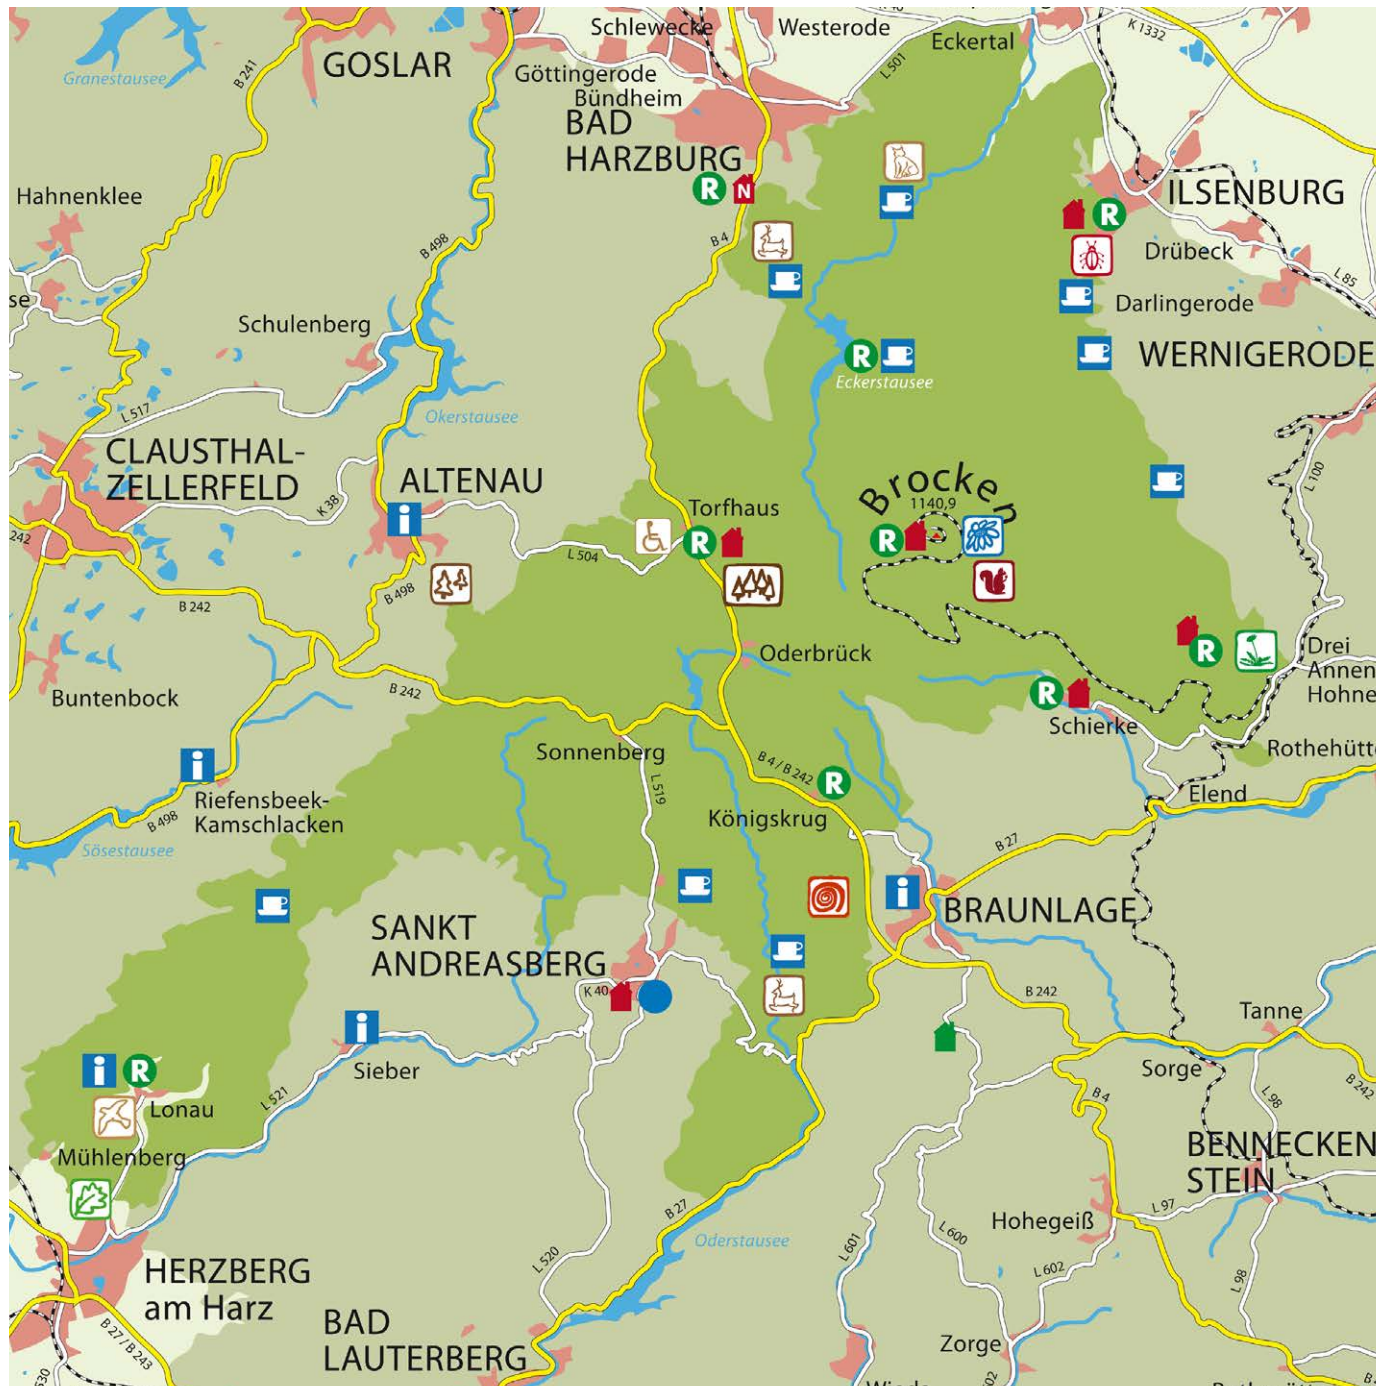 Schlewecke
Westerode
Eckertal
K 1332
L 501
GOSLAR
Granestausee
B 241
Göttingerode
Bündheim
BAD
HARZBURG
R
N
ILSENBURG
R
Hahnenklee
B 498
B 4
Drübeck
L 85
se
Darlingerode
Schulenberg
WERNIGERODE
R
Eckerstausee
L 517
Okerstausee
CLAUSTHAL-
ZELLERFELD
K 38
ALTENAU
L 100
Brocken
1140,9
Torfhaus
i
R
R
242
L 504
B 498
B 242
R
Drei
Annen
Hohne
Oderbrück
Buntenbock
B 242
R
Schierke
Sonnenberg
Rothehütt
i
B 4 / B 242
R
L 519
Elend
Riefensbeek-
Kamschlacken
B 498
Königskrug
Sösestausee
B 27
i
BRAUNLAGE
SANKT
ANDREASBERG
K 40
B 242
Tanne
i
Sieber
Sorge
i
R
Lonau
L 521
B 4
L 98
B 242
Mühlenberg
BENNECKEN
STEIN
L 97
B 27
Hohegeiß
Oderstausee
L 601
L 600
L 520
L 602
L 98
HERZBERG
am Harz
B 27 / B 243
BAD
LAUTERBERG
Zorge
530